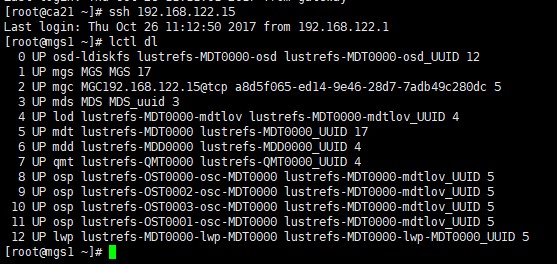 [root@ca21 ~]# ssh 192.168.122.15
Last login: Thu Oct 26 11:12:50 2017 from 192.168.122.1
[root@mgs1 ~]# lctl dl
0 UP osd-ldiskfs lustrefs-MDT0000-osd lustrefs-MDT0000-osd_UUID 12
1 UP mgs MGS MGS 17
2 UP mgc MGC192.168.122.15@tcp a8d5f065-ed14-9e46-28d7-7adb49c280dc 5
3 UP mds MDS MDS_uuid 3
4 UP lod lustrefs-MDT0000-mdtlov lustrefs-MDT0000-mdtlov_UUID 4
5 UP mdt lustrefs-MDT0000 lustrefs-MDT0000_UUID 17
6 UP mdd lustrefs-MDD0000 lustrefs-MDD0000_UUID 4
7 UP qmt lustrefs-QMT0000 lustrefs-QMT0000_UUID 4
8 UP osp lustrefs-OST0000-osc-MDT0000 lustrefs-MDT0000-mdtlov_UUID 5
9 UP osp lustrefs-OST0002-osc-MDT0000 lustrefs-MDT0000-mdtlov_UUID 5
10 UP osp lustrefs-OST0003-osc-MDT0000 lustrefs-MDT0000-mdtlov_UUID 5
11 UP osp lustrefs-OST0001-osc-MDT0000 lustrefs-MDT0000-mdtlov_UUID 5
12 UP lwp lustrefs-MDT0000-lwp-MDT0000 lustrefs-MDT0000-lwp-MDT0000_UUID 5
[root@mgs1 ~]#